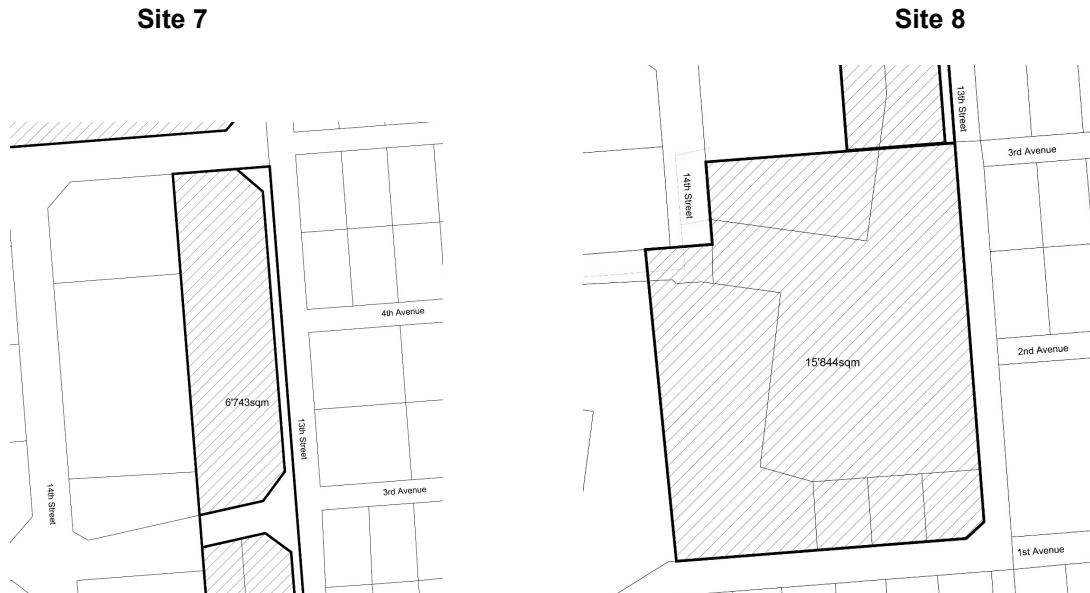 Site 7
4th Avenue
6'743sqm
13th Street
3rd Avenue
14th Street
Site 8
13th Street
3rd Avenue
14th Street
2nd Avenue
15'844sqm
1st Avenue